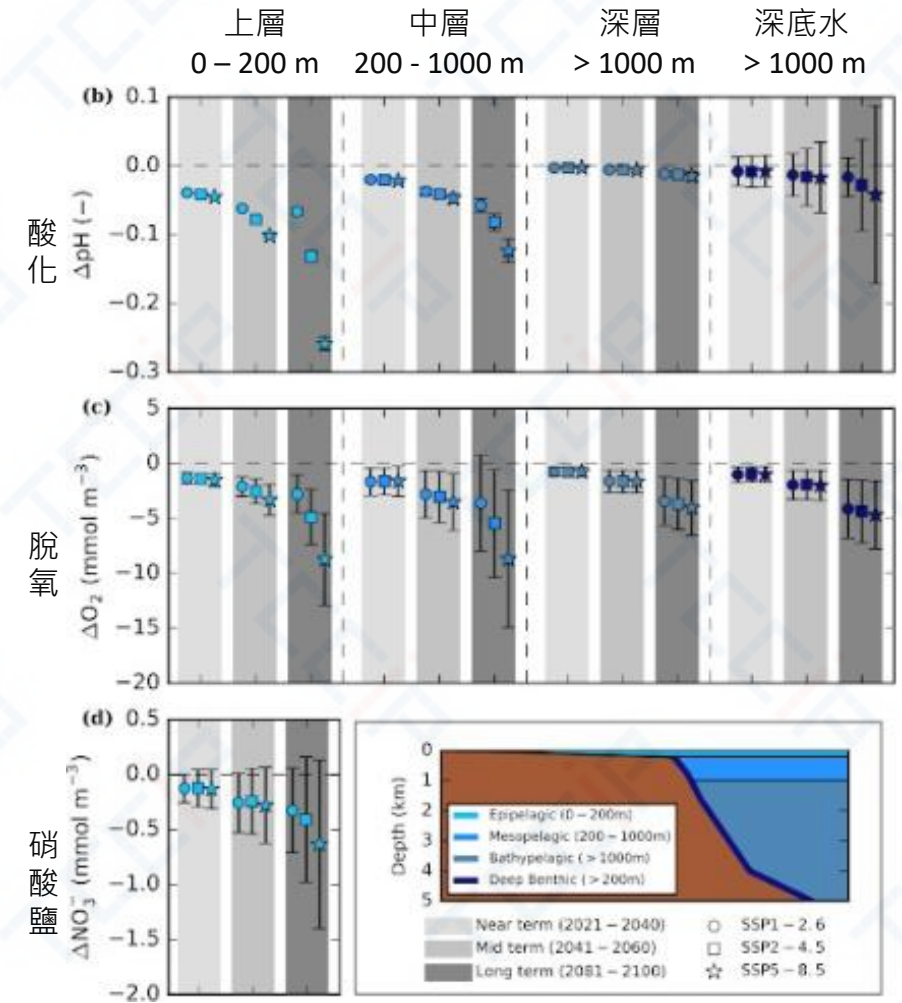 上層 中層 深層 深底水
0 – 200 m 200 - 1000 m > 1000 m > 1000 m
(b)
0.1
0.0
−0.1
−0.2
−0.3
酸化
ΔpH (−)
(c)
5
0
−5
−10
−15
−20
脫氧
ΔO₂ (mmol m⁻³)
(d)
0.5
0.0
−0.5
−1.0
−1.5
−2.0
硝酸鹽
ΔNO₃⁻ (mmol m⁻³)
0
1
2
3
4
5
Depth (km)
Epipelagic (0 − 200m)
Mesopelagic (200 − 1000m)
Bathypelagic ( > 1000m)
Deep Benthic ( > 200m)
Near term (2021 − 2040) SSP1 − 2.6
Mid term (2041 − 2060) SSP2 − 4.5
Long term (2081 − 2100) SSP5 − 8.5
TCCIP